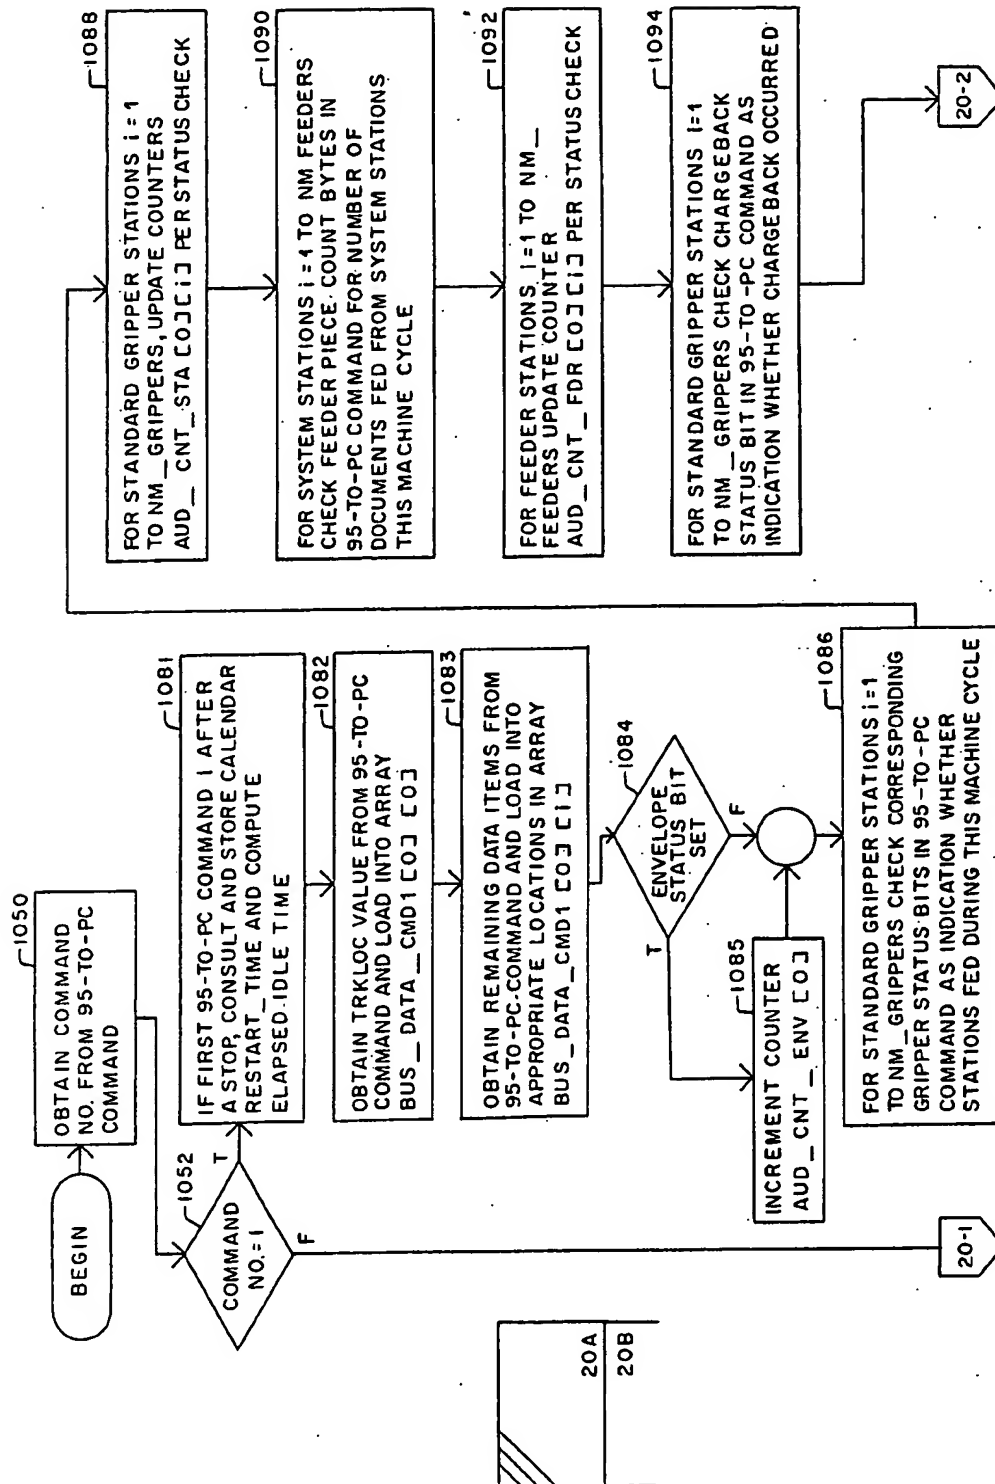 BEGIN
1050
OBTAIN COMMAND
NO. FROM 95-TO-PC
COMMAND
1052
COMMAND
NO.=1
T
F
20-1
1081
IF FIRST 95-TO-PC COMMAND 1 AFTER
A STOP, CONSULT AND STORE CALENDAR
RESTART_TIME AND COMPUTE
ELAPSED IDLE TIME
1082
OBTAIN TRKLOC VALUE FROM 95-TO-PC
COMMAND AND LOAD INTO ARRAY
BUS_DATA_CMD1 [0] [0]
1083
OBTAIN REMAINING DATA ITEMS FROM
95-TO-PC-COMMAND AND LOAD INTO
APPROPRIATE LOCATIONS IN ARRAY
BUS_DATA_CMD1 [0] [i]
1084
ENVELOPE
STATUS BIT
SET
T
F
1085
INCREMENT COUNTER
AUD_CNT_ENV [0]
1086
FOR STANDARD GRIPPER STATIONS i=1
TO NM_GRIPPERS CHECK CORRESPONDING
GRIPPER STATUS BITS IN 95-TO-PC
COMMAND AS INDICATION WHETHER
STATIONS FED DURING THIS MACHINE CYCLE
1088
FOR STANDARD GRIPPER STATIONS i=1
TO NM_GRIPPERS, UPDATE COUNTERS
AUD_CNT_STA [0] [i] PER STATUS CHECK
1090
FOR SYSTEM STATIONS i=1 TO NM FEEDERS
CHECK FEEDER PIECE COUNT BYTES IN
95-TO-PC COMMAND FOR NUMBER OF
DOCUMENTS FED FROM SYSTEM STATIONS
THIS MACHINE CYCLE
1092
FOR FEEDER STATIONS i=1 TO NM_
FEEDERS UPDATE COUNTER
AUD_CNT_FDR [0] [i] PER STATUS CHECK
1094
FOR STANDARD GRIPPER STATIONS i=1
TO NM_GRIPPERS CHECK CHARGEBACK
STATUS BIT IN 95-TO-PC COMMAND AS
INDICATION WHETHER CHARGEBACK OCCURRED
20-2
20A
20B